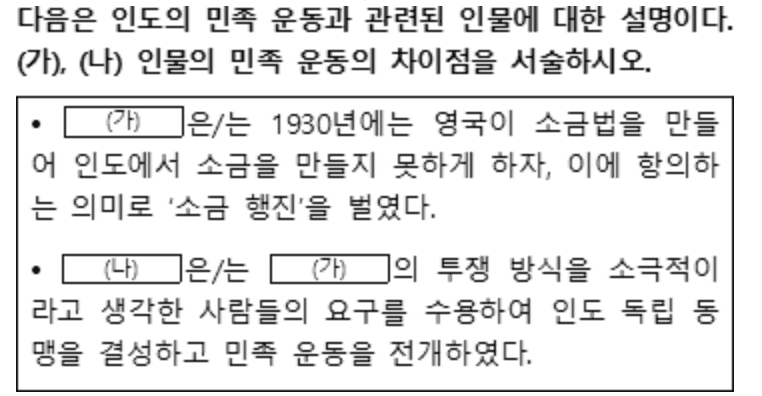 다음은 인도의 민족 운동과 관련된 인물에 대한 설명이다.
(가), (나) 인물의 민족 운동의 차이점을 서술하시오.
• (가) 은/는 1930년에는 영국이 소금법을 만들
어 인도에서 소금을 만들지 못하게 하자, 이에 항의하
는 의미로 '소금 행진'을 벌였다.
• (나) 은/는 (가) 의 투쟁 방식을 소극적이
라고 생각한 사람들의 요구를 수용하여 인도 독립 동
맹을 결성하고 민족 운동을 전개하였다.